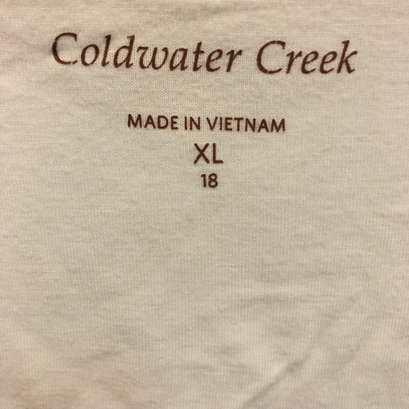 Coldwater Creek
MADE IN VIETNAM
XL
18